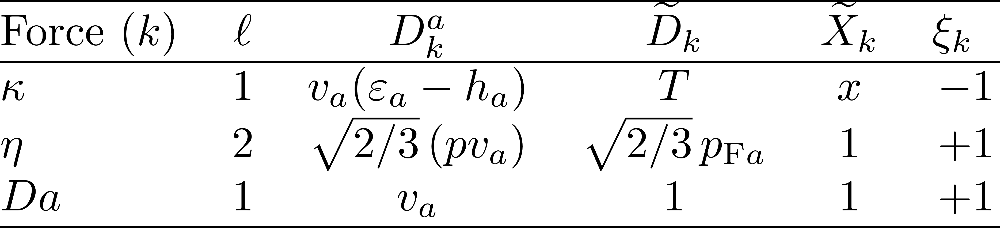 Force (k) ℓ D_k^a D̃_k X̃_k ξ_k
κ 1 v_a(ε_a − h_a) T x −1
η 2 √2/3 (pv_a) √2/3 p_Fa 1 +1
Da 1 v_a 1 1 +1